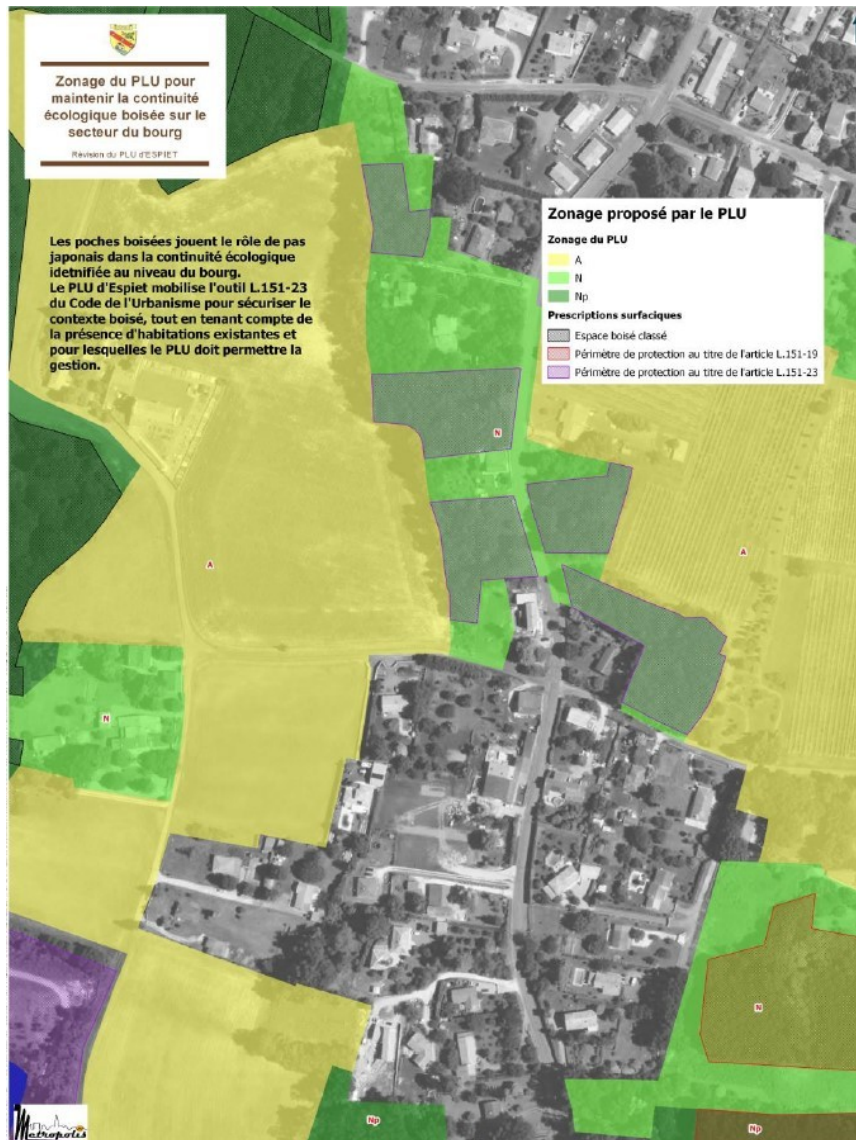 Zonage du PLU pour
maintenir la continuité
écologique boisée sur le
secteur du bourg
Révision du PLU d'ESPIET
Les poches boisées jouent le rôle de pas
japonais dans la continuité écologique
idetnifiée au niveau du bourg.
Le PLU d'Espiet mobilise l'outil L.151-23
du Code de l'Urbanisme pour sécuriser le
contexte boisé, tout en tenant compte de
la présence d'habitations existantes et
pour lesquelles le PLU doit permettre la
gestion.
Zonage proposé par le PLU
Zonage du PLU
A
N
Np
Prescriptions surfaciques
Espace boisé classé
Périmètre de protection au titre de l'article L.151-19
Périmètre de protection au titre de l'article L.151-23
N
A
A
N
N
Np
Np
Metropolis